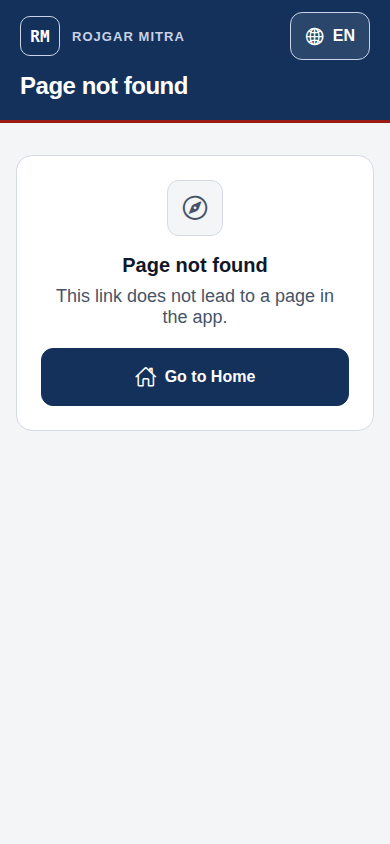 RM
ROJGAR MITRA
EN
Page not found
Page not found
This link does not lead to a page in
the app.
Go to Home